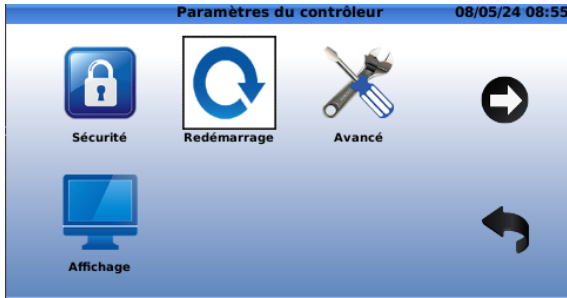 Paramètres du contrôleur 08/05/24 08:55
Sécurité Redémarrage Avancé
Affichage